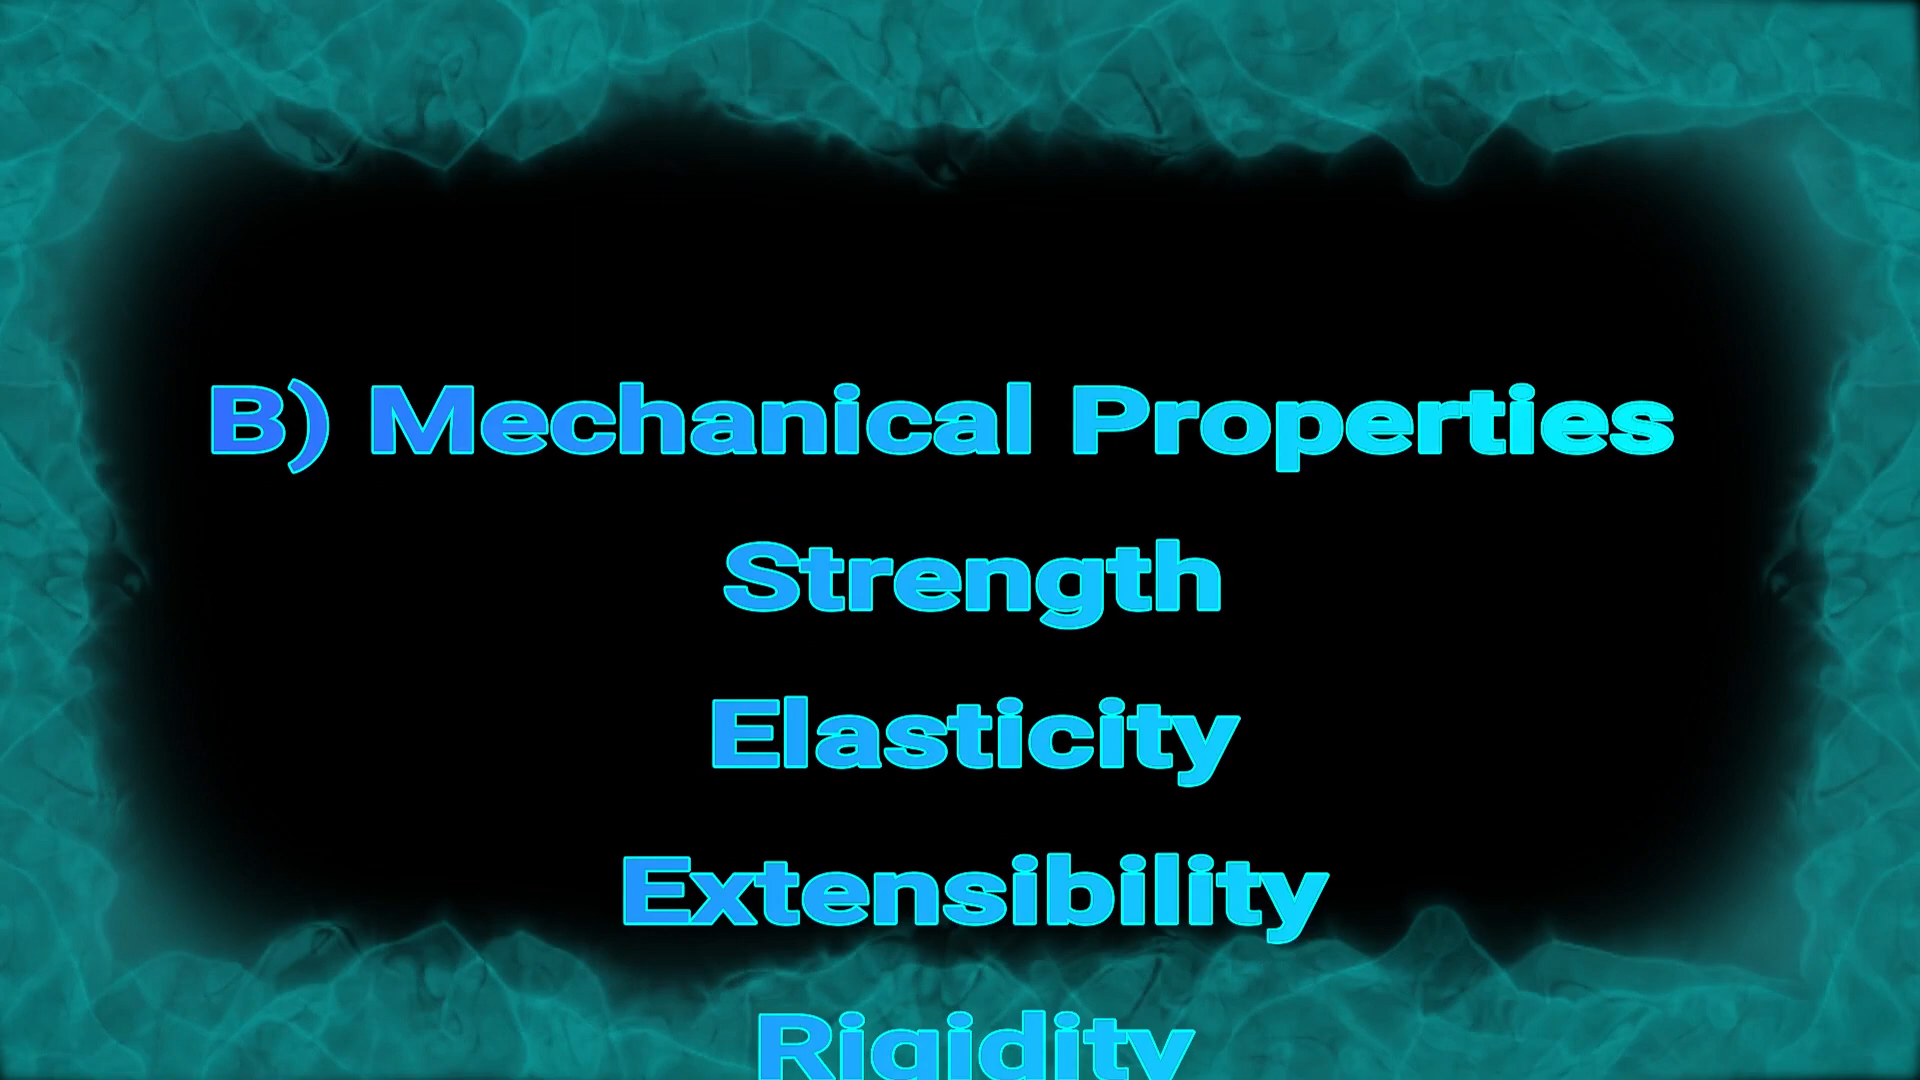 B) Mechanical Properties
Strength
Elasticity
Extensibility
Rigidity